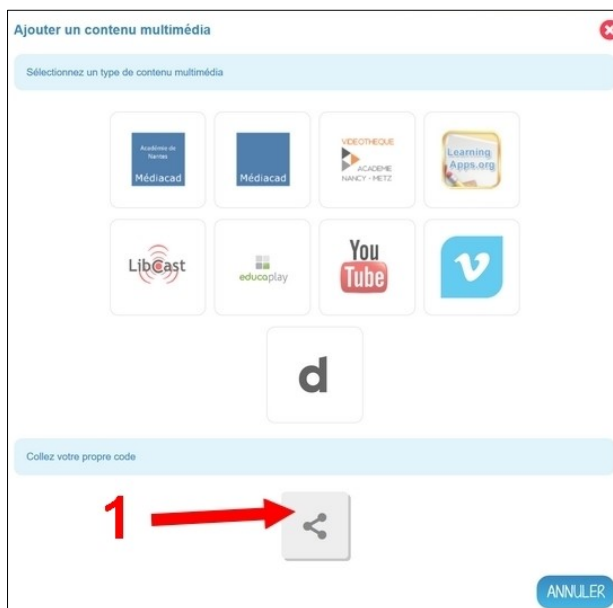 Ajouter un contenu multimédia
Sélectionnez un type de contenu multimédia
Académies de
Nantes
Médiacad
Médiacad
VIDEOTHEQUE
ACADEMIE
NANCY - METZ
Learning
Apps.org
LibCast
educaplay
You
Tube
v
d
Collez votre propre code
1
ANNULER